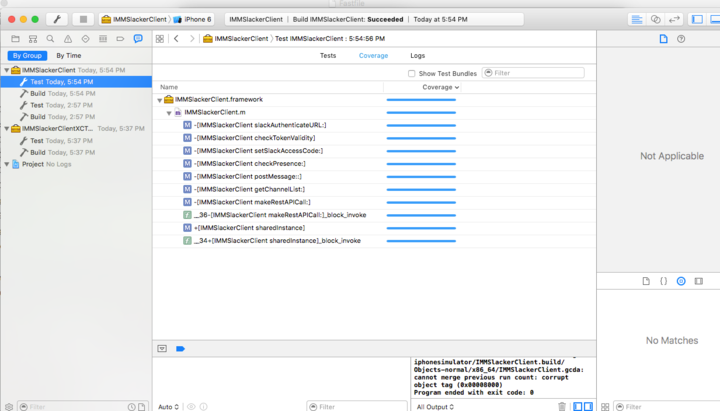 IMMSlackerClient
iPhone 6
IMMSlackerClient | Build IMMSlackerClient: Succeeded | Today at 5:54 PM
By Group
By Time
IMMSlackerClient Today, 5:54 PM
Test Today, 5:54 PM
Build Today, 5:54 PM
Test Today, 2:57 PM
Build Today, 2:57 PM
IMMSlackerClientXCT... Today, 5:37 PM
Test Today, 5:37 PM
Build Today, 5:37 PM
Project No Logs
Filter
IMMSlackerClient
Test IMMSlackerClient : 5:54:56 PM
Tests
Coverage
Logs
Show Test Bundles
Filter
Name
Coverage
IMMSlackerClient.framework
IMMSlackerClient.m
M -[IMMSlackerClient slackAuthenticateURL:]
M -[IMMSlackerClient checkTokenValidity]
M -[IMMSlackerClient setSlackAccessCode:]
M -[IMMSlackerClient checkPresence:]
M -[IMMSlackerClient postMessage::]
M -[IMMSlackerClient getChannelList:]
M -[IMMSlackerClient makeRestAPICall:]
f __36-[IMMSlackerClient makeRestAPICall:]_block_invoke
M +[IMMSlackerClient sharedInstance]
f __34+[IMMSlackerClient sharedInstance]_block_invoke
Auto
Filter
iphonesimulator/IMMSlackerClient.build/
Objects-normal/x86_64/IMMSlackerClient.gcda:
cannot merge previous run count: corrupt
object tag (0x00008000)
Program ended with exit code: 0
All Output
Not Applicable
{ }
No Matches
Filter